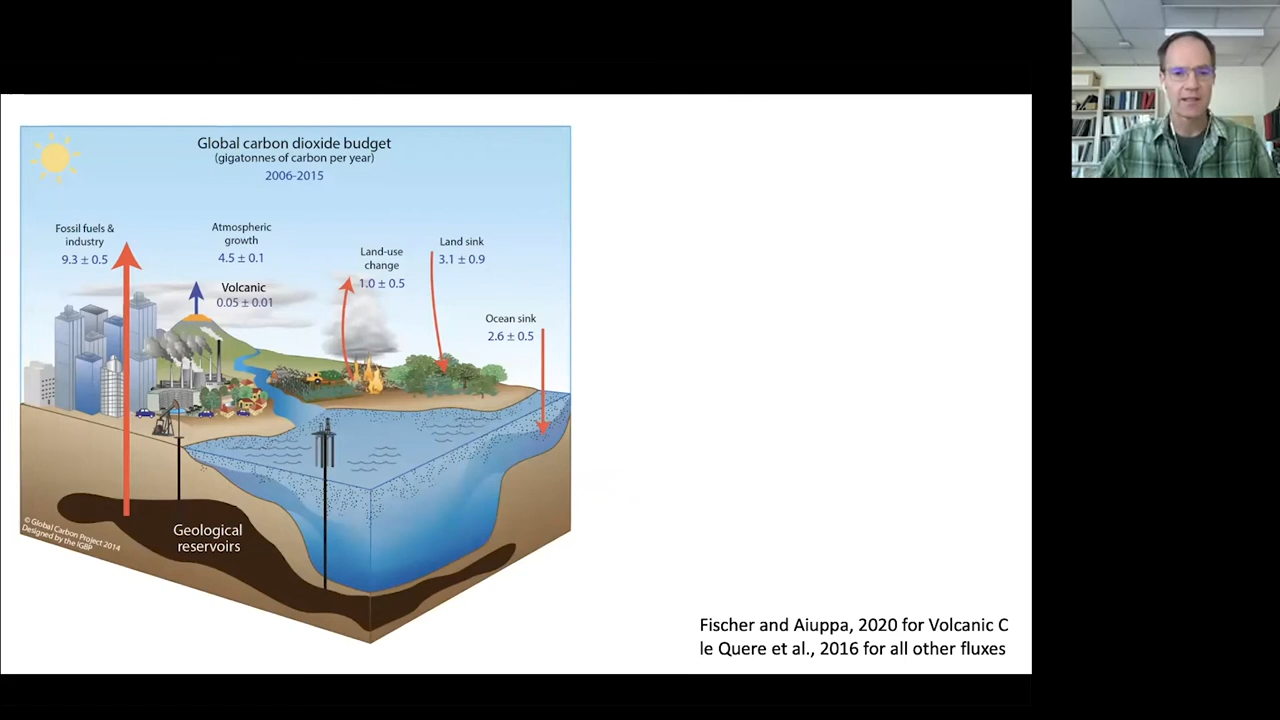 Global carbon dioxide budget
(gigatonnes of carbon per year)
2006-2015
Fossil fuels &
industry
9.3 ± 0.5
Atmospheric
growth
4.5 ± 0.1
Volcanic
0.05 ± 0.01
Land-use
change
1.0 ± 0.5
Land sink
3.1 ± 0.9
Ocean sink
2.6 ± 0.5
Geological
reservoirs
© Global Carbon Project 2014
Designed by the IGBP
Fischer and Aiuppa, 2020 for Volcanic C
le Quere et al., 2016 for all other fluxes